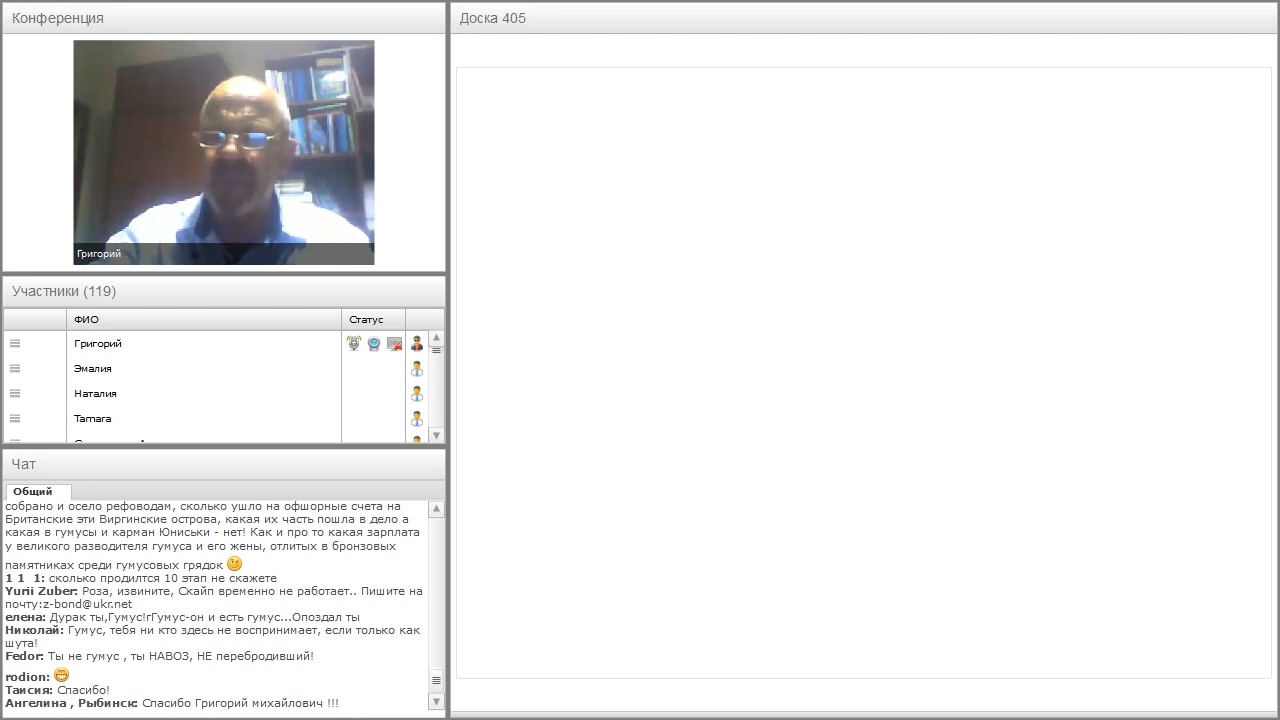 Конференция
Григорий
Участники (119)
ФИО
Статус
Григорий
Эмалия
Наталия
Tamara
Чат
Общий
собрано и осело рефоводам, сколько ушло на офшорные счета на
Британские эти Виргинские острова, какая их часть пошла в дело а
какая в гумусы и карман Юниськи - нет! Как и про то какая зарплата
у великого разводителя гумуса и его жены, отлитых в бронзовых
памятниках среди гумусовых грядок
1 1 1: сколько продилтся 10 этап не скажете
Yurii Zuber: Роза, извините, Скайп временно не работает.. Пишите на
почту:z-bond@ukr.net
елена: Дурак ты,Гумус!гГумус-он и есть гумус...Опоздал ты
Николай: Гумус, тебя ни кто здесь не воспринимает, если только как
шута!
Fedor: Ты не гумус , ты НАВОЗ, НЕ перебродивший!
rodion:
Таисия: Спасибо!
Ангелина , Рыбинск: Спасибо Григорий михайлович !!!
Доска 405